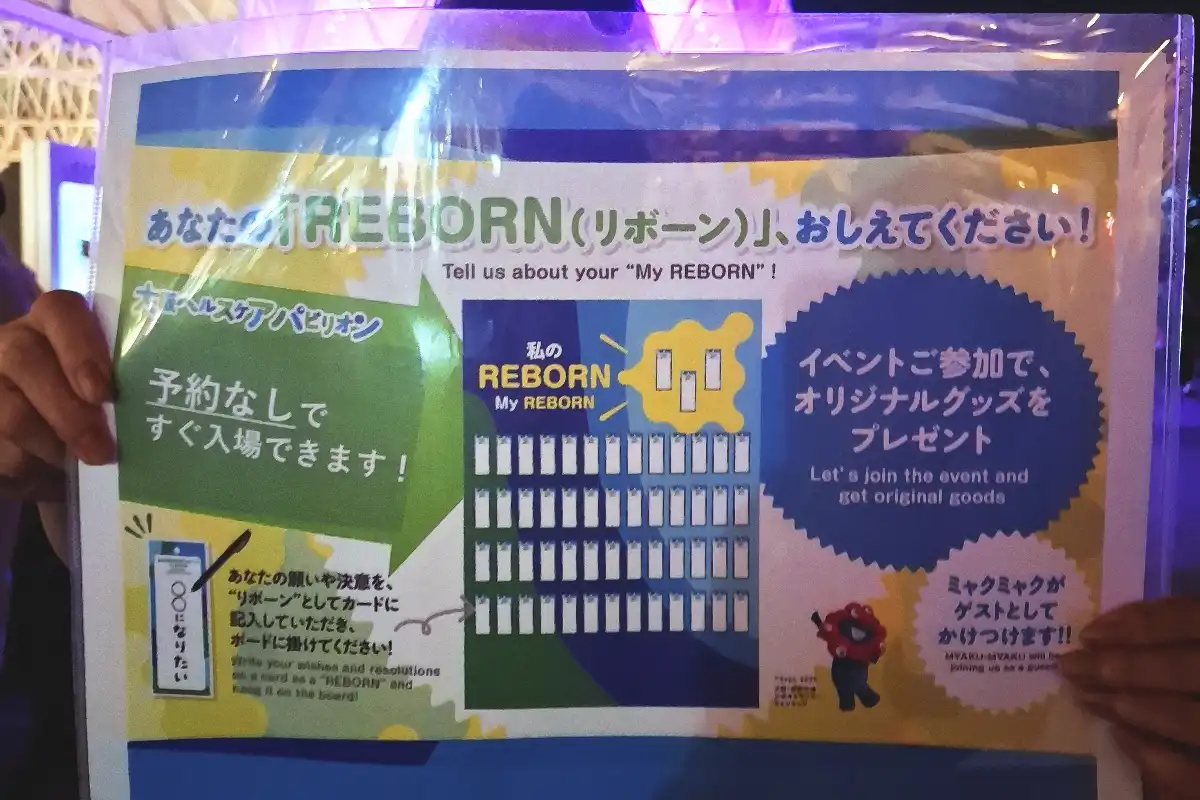 あなたの「REBORN(リボーン)」、おしえてください！
Tell us about your “My REBORN” !
大阪ヘルスケアパビリオン
予約なしで
すぐ入場できます！
私の
REBORN
My REBORN
イベントご参加で、
オリジナルグッズを
プレゼント
Let's join the event and
get original goods
○○になりたい
あなたの願いや決意を、
“リボーン”としてカードに
記入していただき、
ボードに掛けてください!
Write your wishes and resolutions
on a card as a “REBORN” and
hang it on the board!
ミャクミャクが
ゲストとして
かけつけます!!
MYAKU-MYAKU will be
joining us as a guest